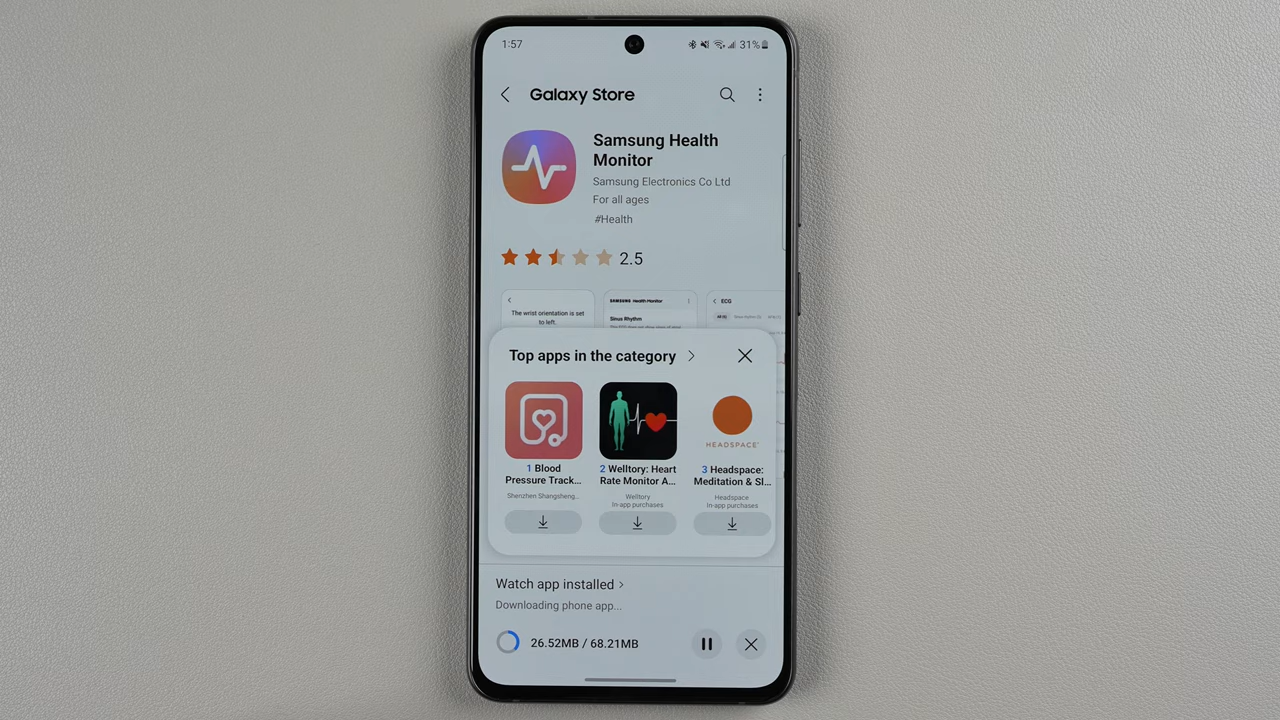 1:57
31%
Galaxy Store
Samsung Health
Monitor
Samsung Electronics Co Ltd
For all ages
#Health
2.5
The wrist orientation is set
to left.
SAMSUNG Health Monitor
Sinus Rhythm
ECG
Top apps in the category
HEADSPACE
1 Blood
Pressure Track...
Shenzhen Shangsheng...
2 Welltory: Heart
Rate Monitor A...
Welltory
In-app purchases
3 Headspace:
Meditation & Sl...
Headspace
In-app purchases
Watch app installed
Downloading phone app...
26.52MB / 68.21MB